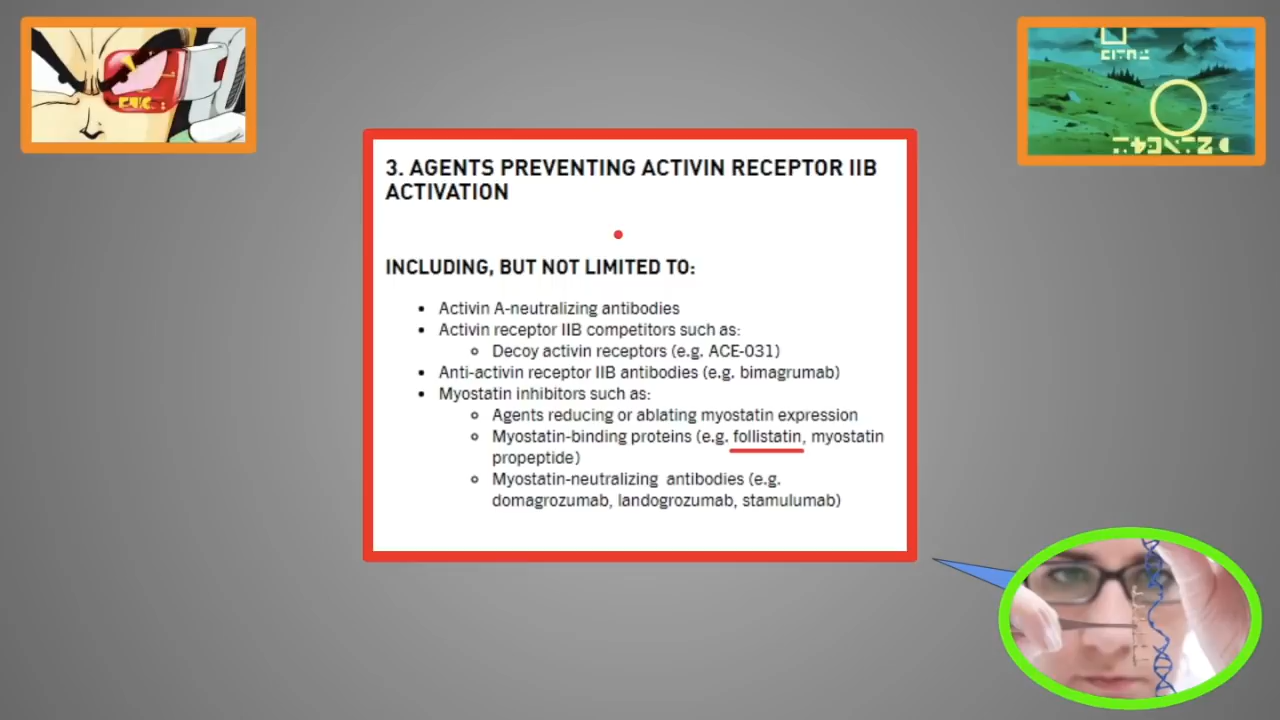 3. AGENTS PREVENTING ACTIVIN RECEPTOR IIB
ACTIVATION
INCLUDING, BUT NOT LIMITED TO:
• Activin A-neutralizing antibodies
• Activin receptor IIB competitors such as:
o Decoy activin receptors (e.g. ACE-031)
• Anti-activin receptor IIB antibodies (e.g. bimagrumab)
• Myostatin inhibitors such as:
o Agents reducing or ablating myostatin expression
o Myostatin-binding proteins (e.g. follistatin, myostatin
propeptide)
o Myostatin-neutralizing antibodies (e.g.
domagrozumab, landogrozumab, stamulumab)